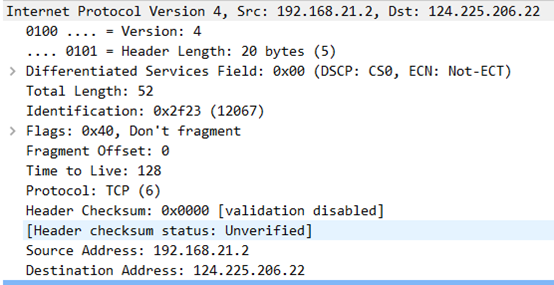 Internet Protocol Version 4, Src: 192.168.21.2, Dst: 124.225.206.22
0100 .... = Version: 4
.... 0101 = Header Length: 20 bytes (5)
Differentiated Services Field: 0x00 (DSCP: CS0, ECN: Not-ECT)
Total Length: 52
Identification: 0x2f23 (12067)
Flags: 0x40, Don't fragment
Fragment Offset: 0
Time to Live: 128
Protocol: TCP (6)
Header Checksum: 0x0000 [validation disabled]
[Header checksum status: Unverified]
Source Address: 192.168.21.2
Destination Address: 124.225.206.22